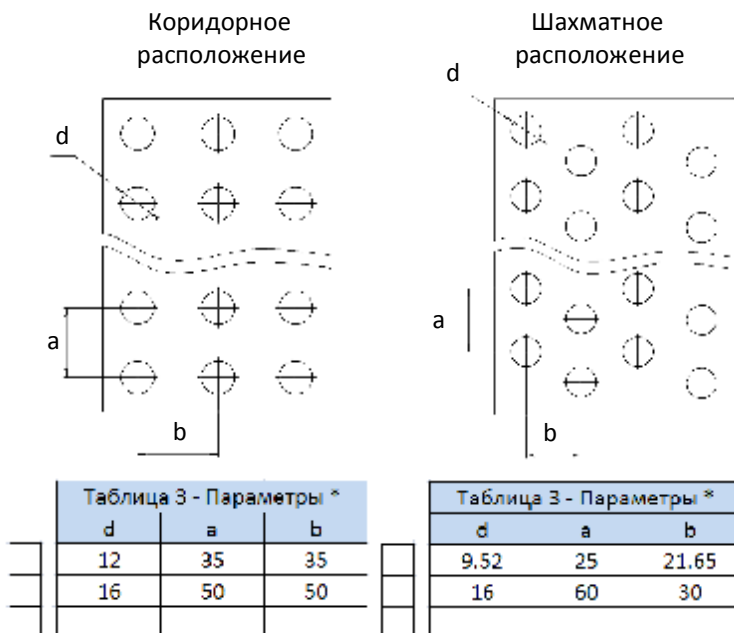 Коридорное
расположение
Шахматное
расположение
d
d
a
a
b
b
Таблица 3 - Параметры *
d a b
12 35 35
16 50 50
Таблица 3 - Параметры *
d a b
9.52 25 21.65
16 60 30